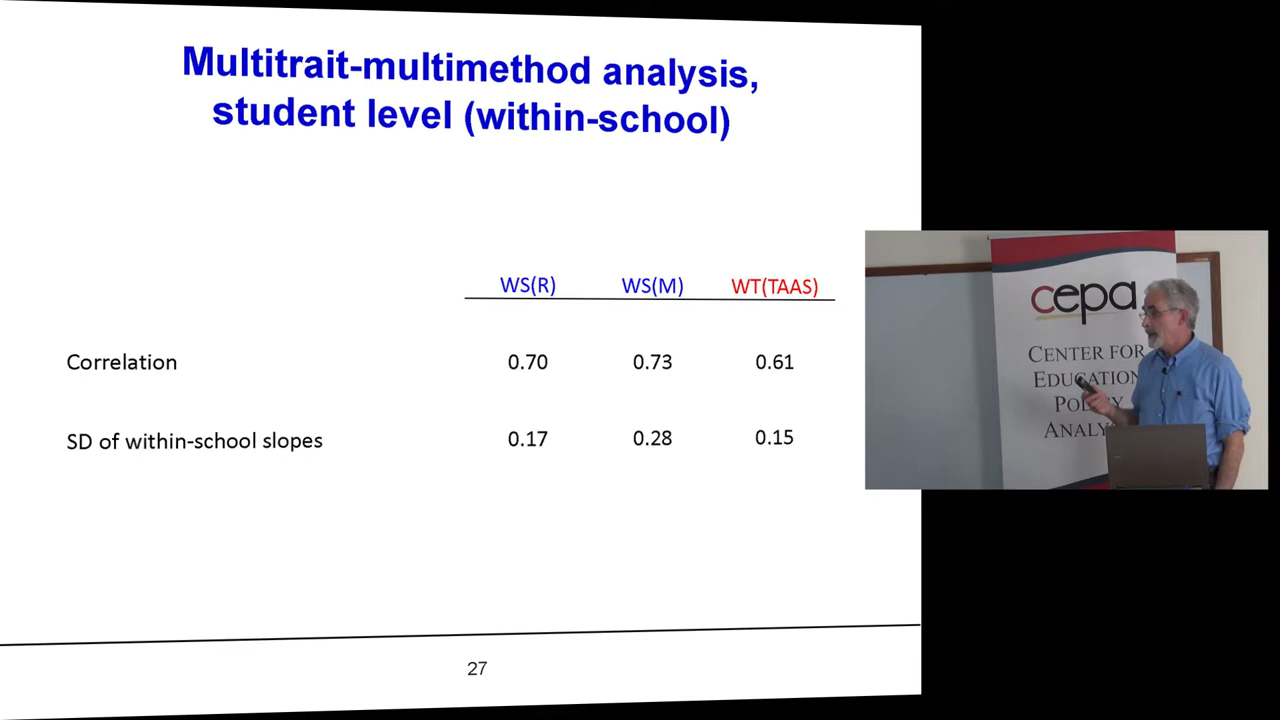 Multitrait-multimethod analysis,
student level (within-school)
WS(R) WS(M) WT(TAAS)
Correlation 0.70 0.73 0.61
SD of within-school slopes 0.17 0.28 0.15
27
cepa
CENTER FOR
EDUCATION
POLICY